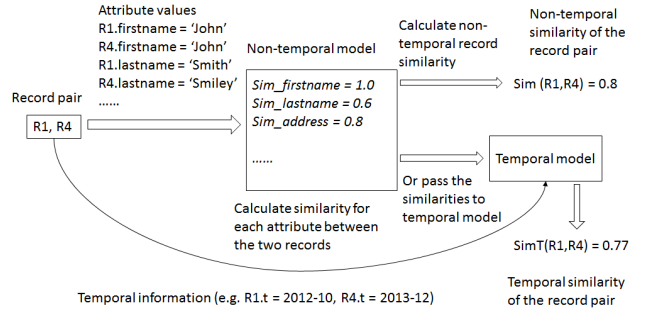 Attribute values
R1.firstname = ‘John’
R4.firstname = ‘John’
R1.lastname = ‘Smith’
R4.lastname = ‘Smiley’
……
Record pair
R1, R4
Non-temporal model
Sim_firstname = 1.0
Sim_lastname = 0.6
Sim_address = 0.8
……
Calculate similarity for
each attribute between
the two records
Calculate non-
temporal record
similarity
Non-temporal
similarity of the
record pair
Sim (R1,R4) = 0.8
Or pass the
similarities to
temporal model
Temporal model
SimT(R1,R4) = 0.77
Temporal similarity
of the record pair
Temporal information (e.g. R1.t = 2012-10, R4.t = 2013-12)